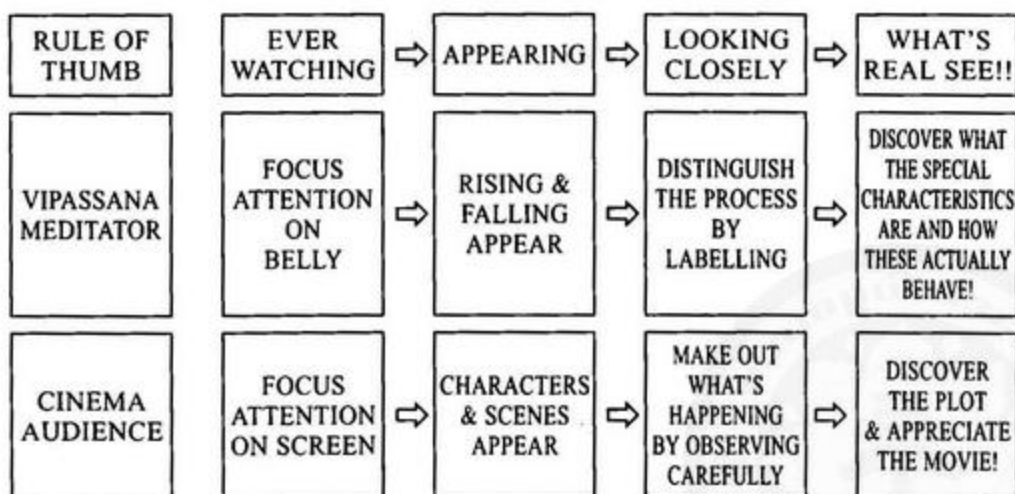 RULE OF
THUMB
EVER
WATCHING
APPEARING
LOOKING
CLOSELY
WHAT'S
REAL SEE!!
VIPASSANA
MEDITATOR
FOCUS
ATTENTION
ON
BELLY
RISING &
FALLING
APPEAR
DISTINGUISH
THE PROCESS
BY
LABELLING
DISCOVER WHAT
THE SPECIAL
CHARACTERISTICS
ARE AND HOW
THESE ACTUALLY
BEHAVE!
CINEMA
AUDIENCE
FOCUS
ATTENTION
ON SCREEN
CHARACTERS
& SCENES
APPEAR
MAKE OUT
WHAT'S
HAPPENING
BY OBSERVING
CAREFULLY
DISCOVER
THE PLOT
& APPRECIATE
THE MOVIE!